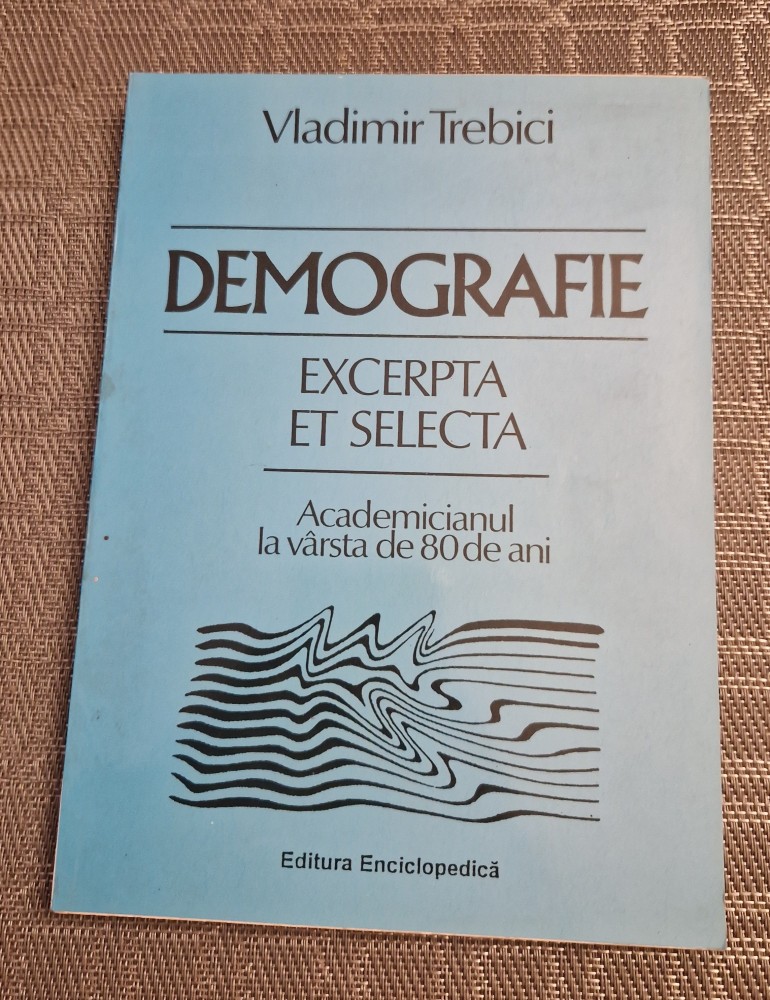 Vladimir Trebici
DEMOGRAFIE
EXCERPTA
ET SELECTA
Academicianul
la vârsta de 80 de ani
Editura Enciclopedică